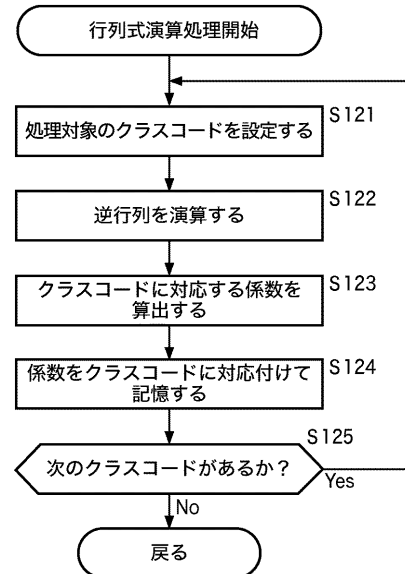 行列式演算処理開始
処理対象のクラスコードを設定する
S121
逆行列を演算する
S122
クラスコードに対応する係数を
算出する
S123
係数をクラスコードに対応付けて
記憶する
S124
次のクラスコードがあるか？
S125
Yes
No
戻る